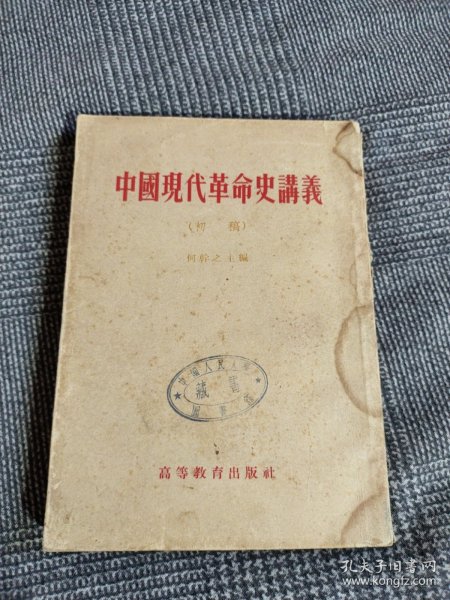 中國現代革命史講義
(初 稿)
何幹之主編
藏書
高等教育出版社
孔夫子旧书网
www.kongfz.com